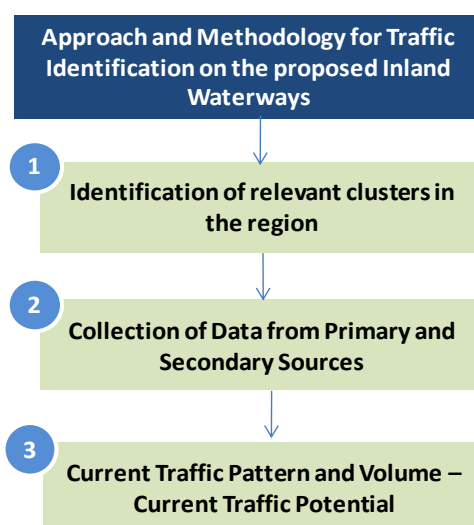 Approach and Methodology for Traffic
Identification on the proposed Inland
Waterways
1
Identification of relevant clusters in
the region
2
Collection of Data from Primary and
Secondary Sources
3
Current Traffic Pattern and Volume –
Current Traffic Potential